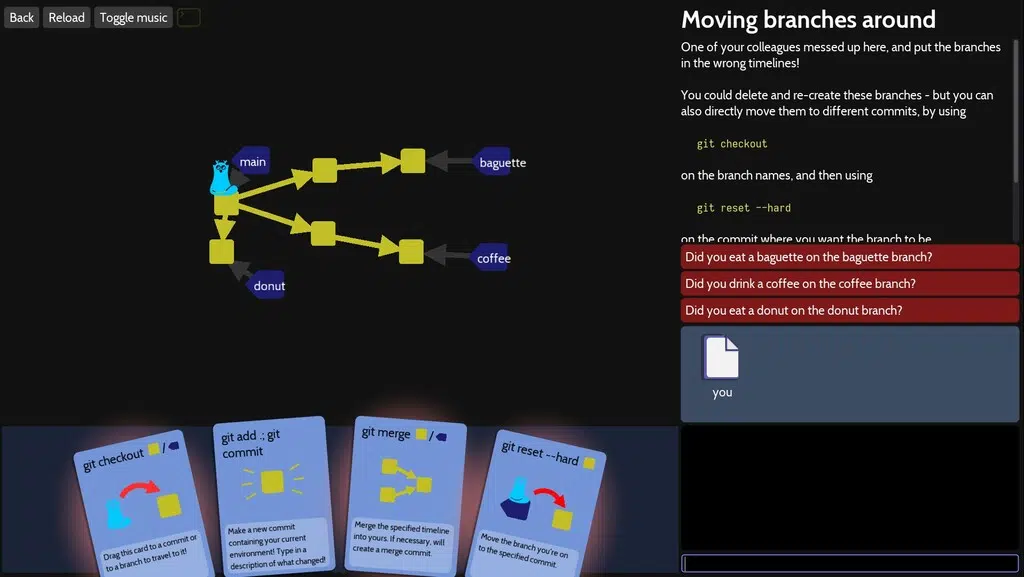 Back Reload Toggle music
Moving branches around
One of your colleagues messed up here, and put the branches
in the wrong timelines!
You could delete and re-create these branches - but you can
also directly move them to different commits, by using
git checkout
on the branch names, and then using
git reset --hard
on the commit where you want the branch to be
main
baguette
coffee
donut
Did you eat a baguette on the baguette branch?
Did you drink a coffee on the coffee branch?
Did you eat a donut on the donut branch?
you
git checkout /
Drag this card to a commit or
to a branch to travel to it!
git add .; git
commit
Make a new commit
containing your current
environment! Type in a
description of what changed!
git merge /
Merge the specified timeline
into yours. If necessary, will
create a merge commit.
git reset --hard
Move the branch you're on
to the specified commit.